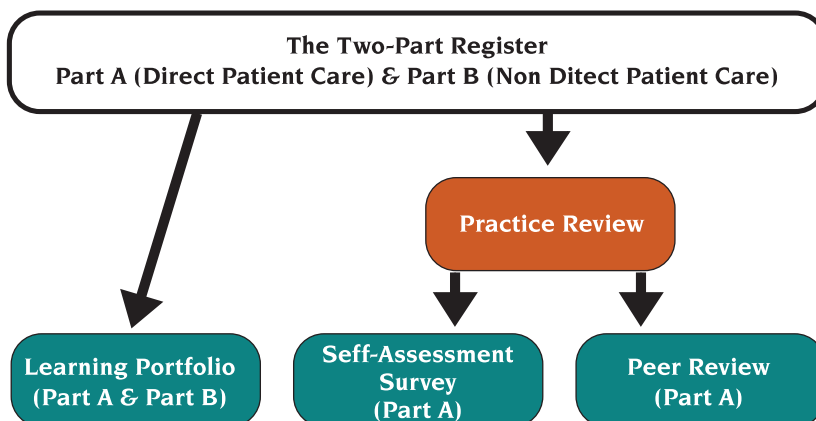 The Two-Part Register
Part A (Direct Patient Care) & Part B (Non Ditect Patient Care)
Practice Review
Learning Portfolio
(Part A & Part B)
Seff-Assessment
Survey
(Part A)
Peer Review
(Part A)